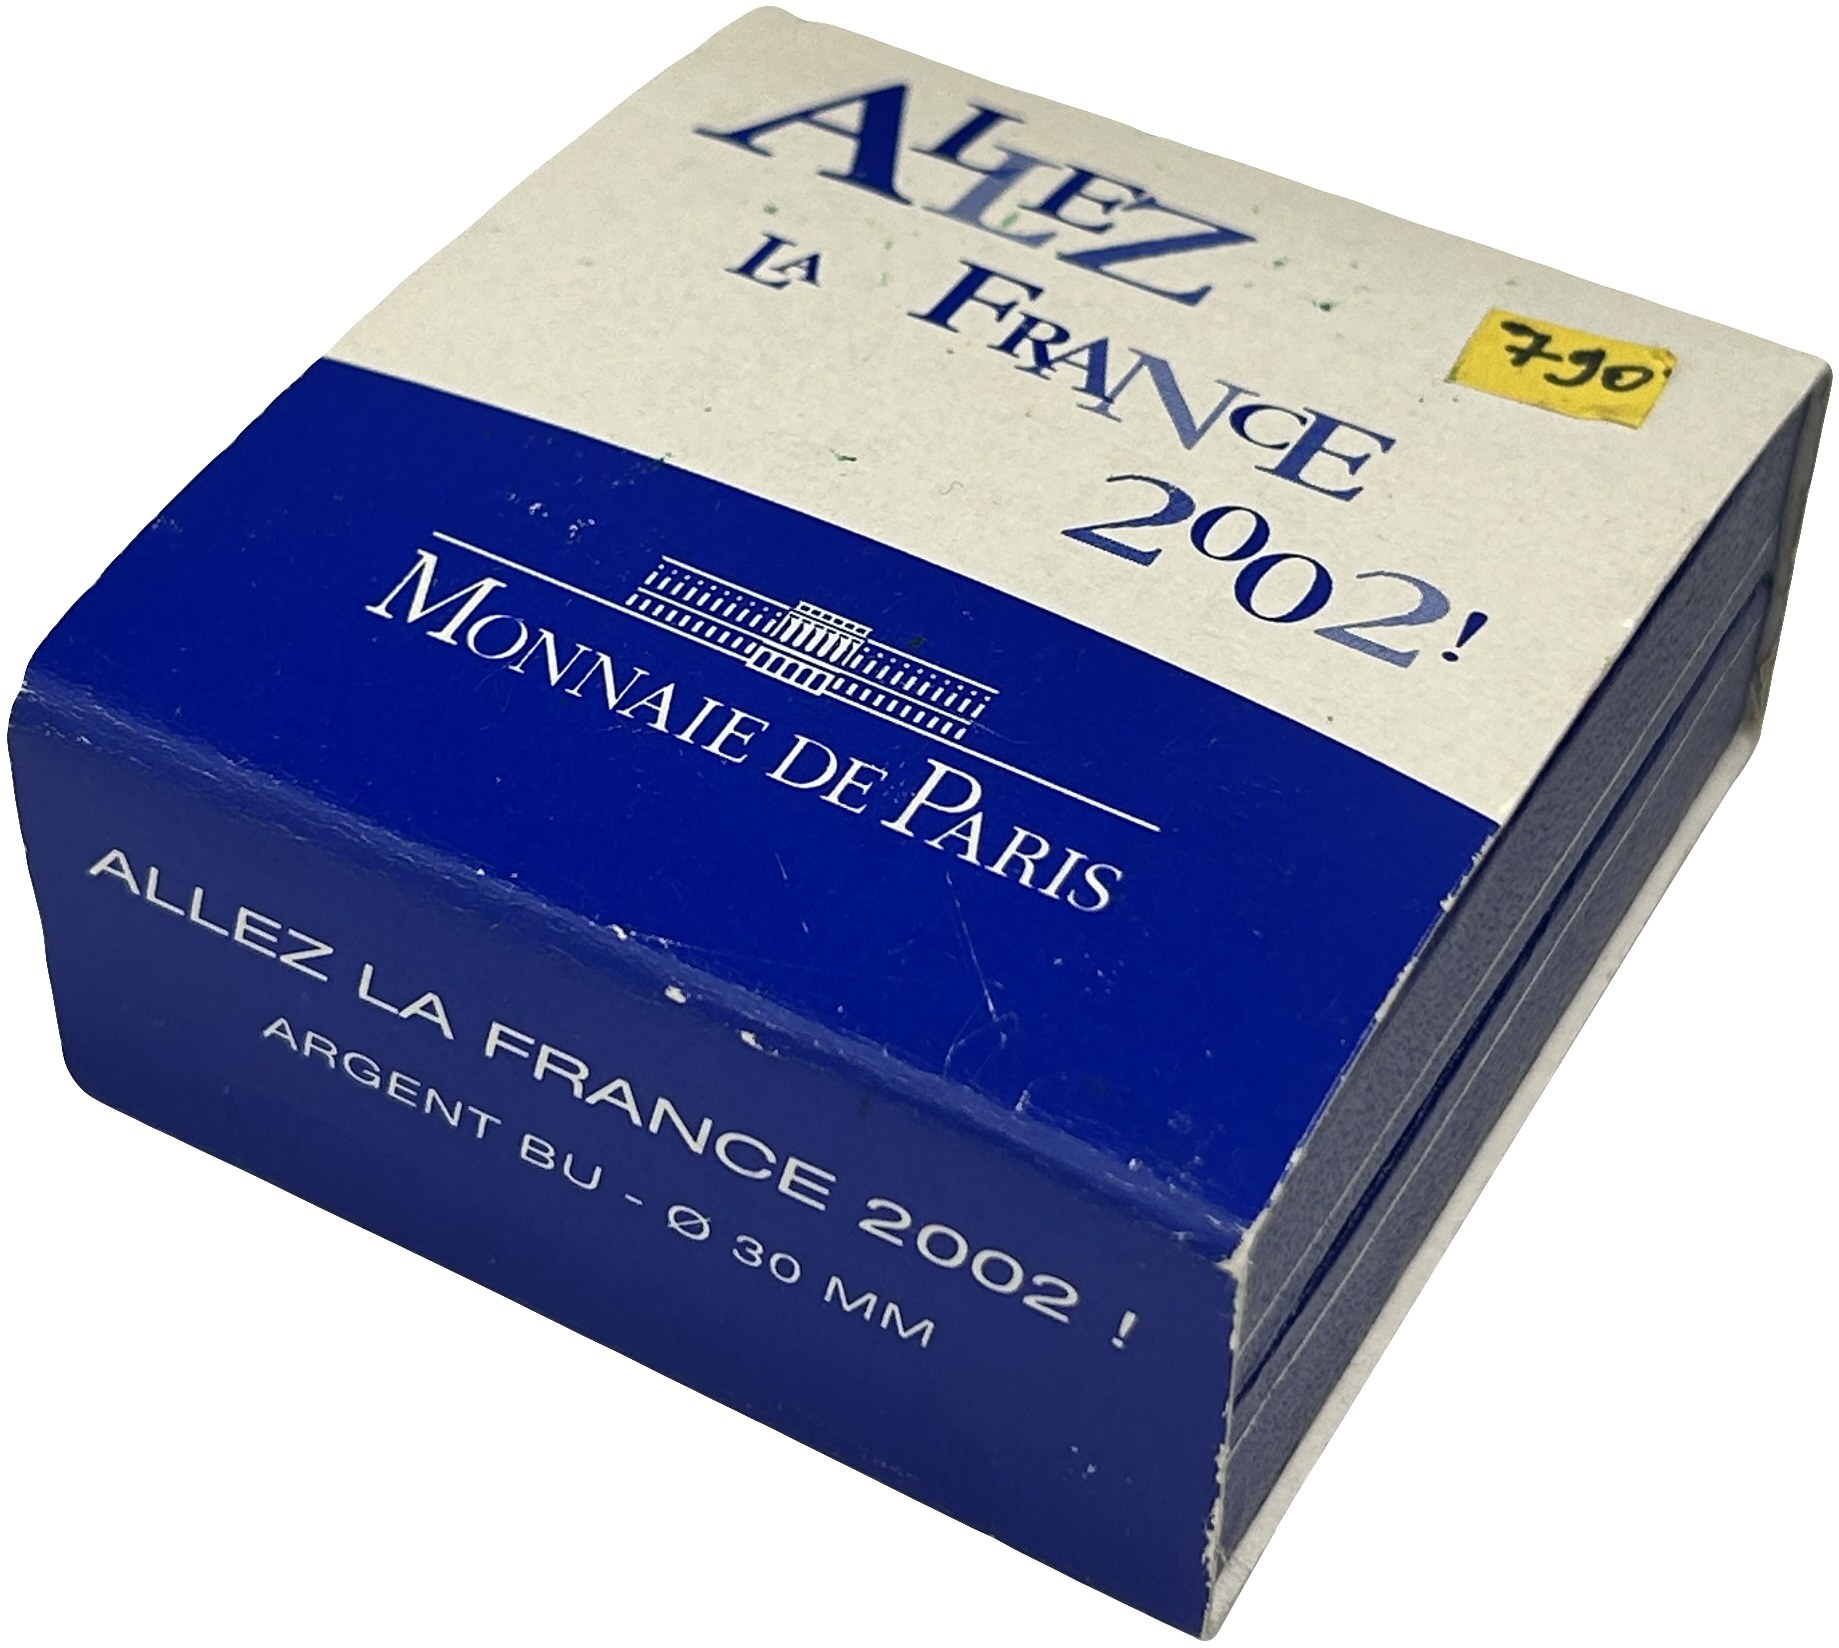 ALLEZ
LA FRANCE
2002!
790
MONNAIE DE PARIS
ALLEZ LA FRANCE 2002 !
ARGENT BU - Ø 30 MM